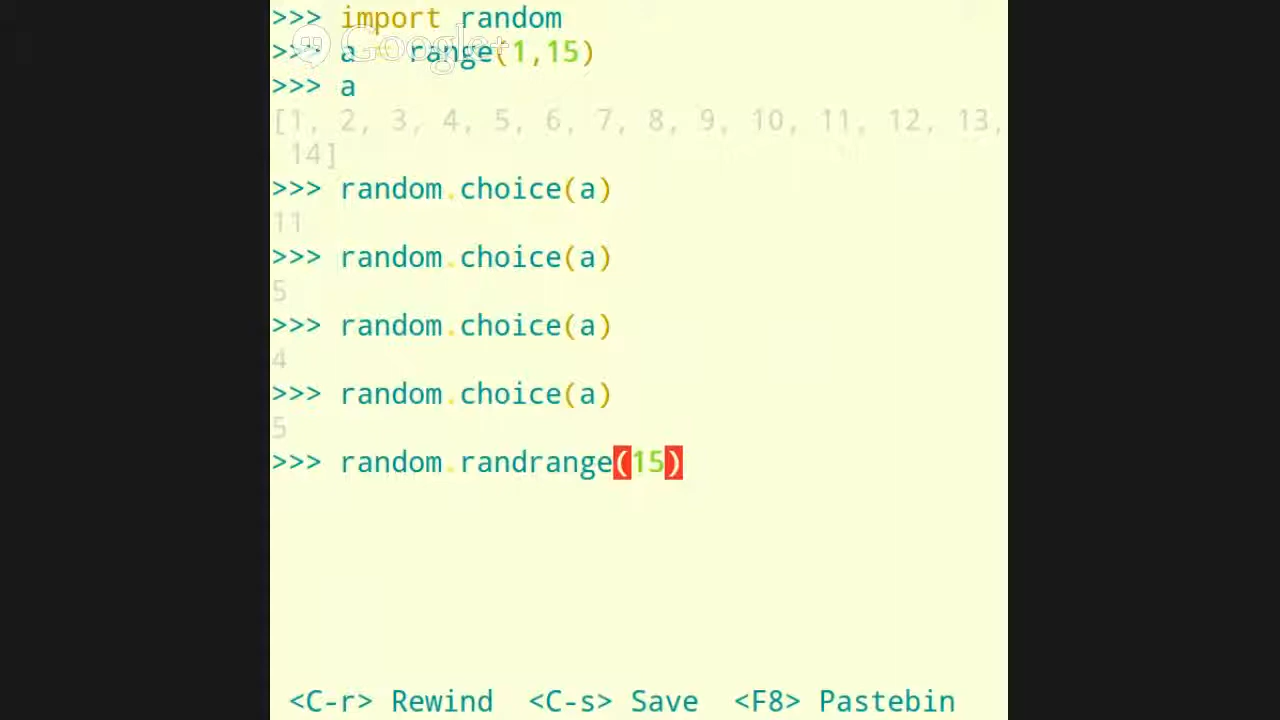 >>> import random
Google+
>>> a = range(1,15)
>>> a
[1, 2, 3, 4, 5, 6, 7, 8, 9, 10, 11, 12, 13,
14]
>>> random.choice(a)
11
>>> random.choice(a)
5
>>> random.choice(a)
4
>>> random.choice(a)
5
>>> random.randrange(15)
<C-r> Rewind  <C-s> Save  <F8> Pastebin